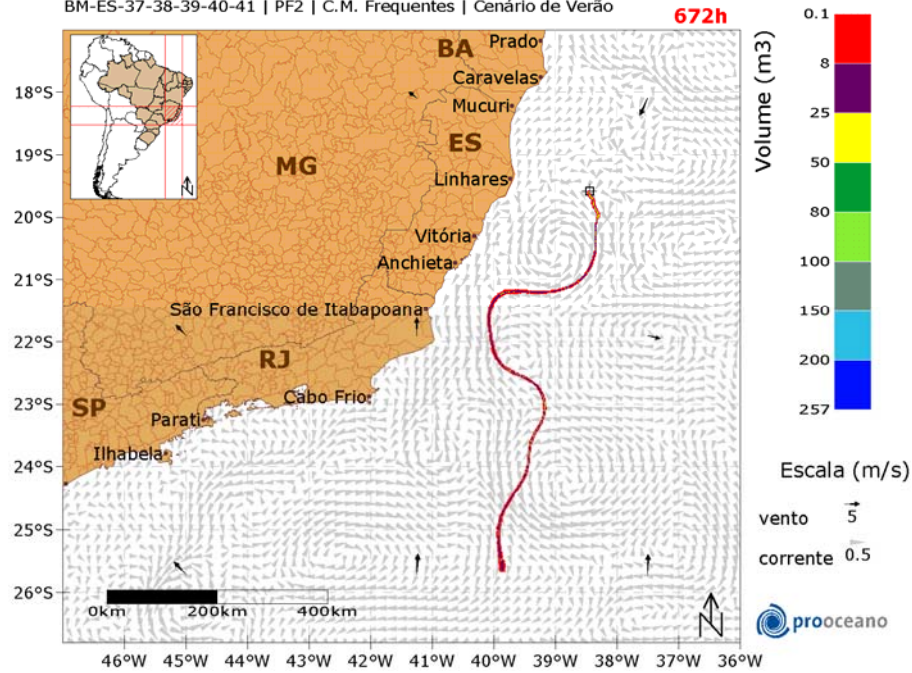 BM-ES-37-38-39-40-41 | PF2 | C.M. Frequentes | Cenário de Verão
672h
BA
Prado
Caravelas
Mucuri
ES
MG
Linhares
Vitória
Anchieta
São Francisco de Itabapoana
RJ
Cabo Frio
SP
Parati
Ilhabela
18°S
19°S
20°S
21°S
22°S
23°S
24°S
25°S
26°S
0km
200km
400km
N
N
46°W
45°W
44°W
43°W
42°W
41°W
40°W
39°W
38°W
37°W
36°W
Volume (m3)
0.1
8
25
50
80
100
150
200
257
Escala (m/s)
vento 5
corrente 0.5
prooceano